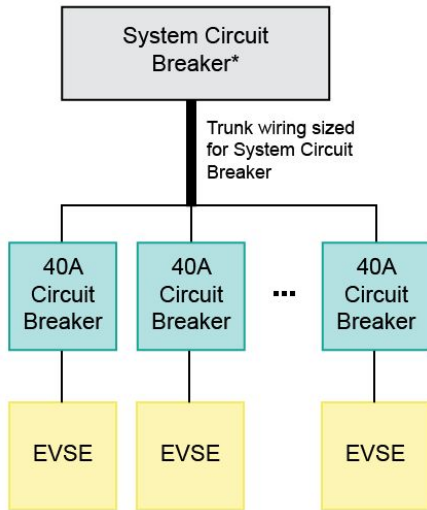 System Circuit
Breaker*
Trunk wiring sized
for System Circuit
Breaker
40A
Circuit
Breaker
40A
Circuit
Breaker
...
40A
Circuit
Breaker
EVSE
EVSE
EVSE